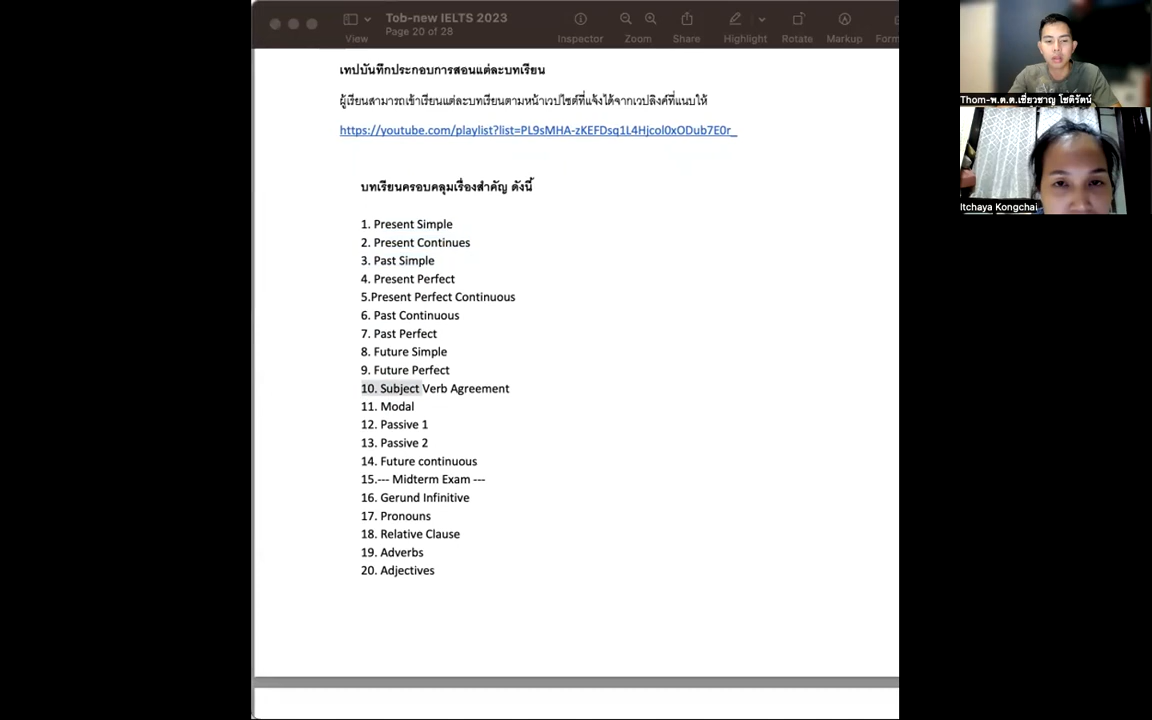 Tob-new IELTS 2023
Page 20 of 28
View
Inspector
Zoom
Share
Highlight
Rotate
Markup
Form
เทปบันทึกประกอบการสอนแต่ละบทเรียน
ผู้เรียนสามารถเข้าเรียนแต่ละบทเรียนตามหน้าเวปไซต์ที่แจ้งได้จากเวปลิงค์ที่แนบให้
https://youtube.com/playlist?list=PL9sMHA-zKEFDsq1L4Hjcol0xODub7E0r_
บทเรียนครอบคลุมเรื่องสำคัญ ดังนี้
1. Present Simple
2. Present Continues
3. Past Simple
4. Present Perfect
5.Present Perfect Continuous
6. Past Continuous
7. Past Perfect
8. Future Simple
9. Future Perfect
10. Subject Verb Agreement
11. Modal
12. Passive 1
13. Passive 2
14. Future continuous
15.--- Midterm Exam ---
16. Gerund Infinitive
17. Pronouns
18. Relative Clause
19. Adverbs
20. Adjectives
Thom-พ.ต.ต.เชี่ยวชาญ โชติรัตน์
Itchaya Kongchai